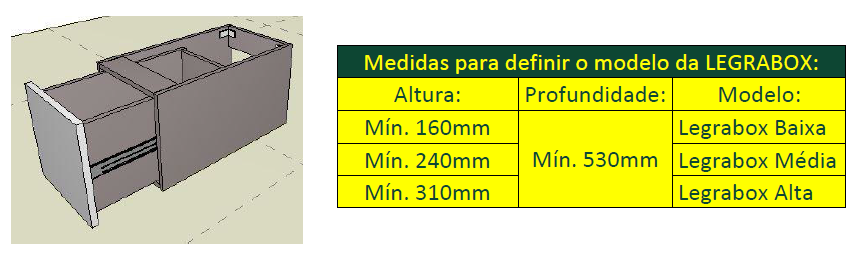 Medidas para definir o modelo da LEGRABOX:
Altura: Profundidade: Modelo:
Mín. 160mm Legrabox Baixa
Mín. 240mm Mín. 530mm Legrabox Média
Mín. 310mm Legrabox Alta